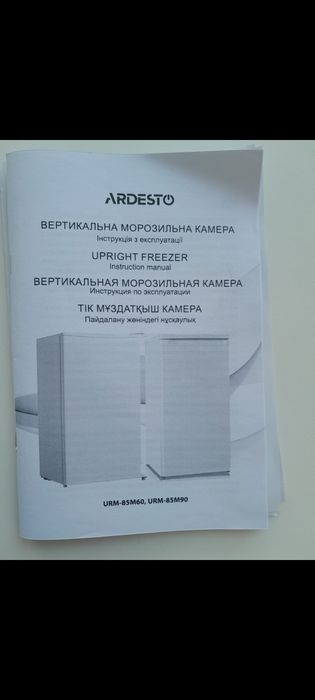 ARDESTO
ВЕРТИКАЛЬНА МОРОЗИЛЬНА КАМЕРА
Інструкція з експлуатації
UPRIGHT FREEZER
Instruction manual
ВЕРТИКАЛЬНАЯ МОРОЗИЛЬНАЯ КАМЕРА
Инструкция по эксплуатации
ТІК МҰЗДАТҚЫШ КАМЕРА
Пайдалану жөніндегі нұсқаулық
URM-85M60, URM-85M90